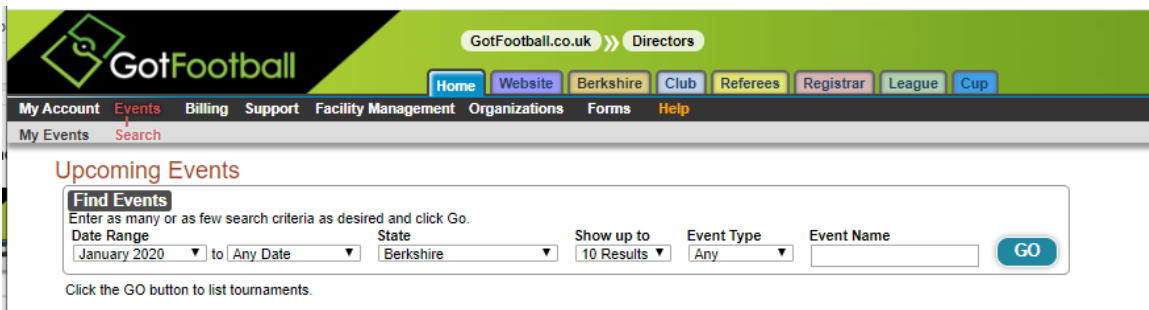 GotFootball
GotFootball.co.uk » Directors
Home Website Berkshire Club Referees Registrar League Cup
My Account Events Billing Support Facility Management Organizations Forms Help
My Events Search
Upcoming Events
Find Events
Enter as many or as few search criteria as desired and click Go.
Date Range State Show up to Event Type Event Name
January 2020 ▼ to Any Date ▼ Berkshire ▼ 10 Results ▼ Any ▼ GO
Click the GO button to list tournaments.